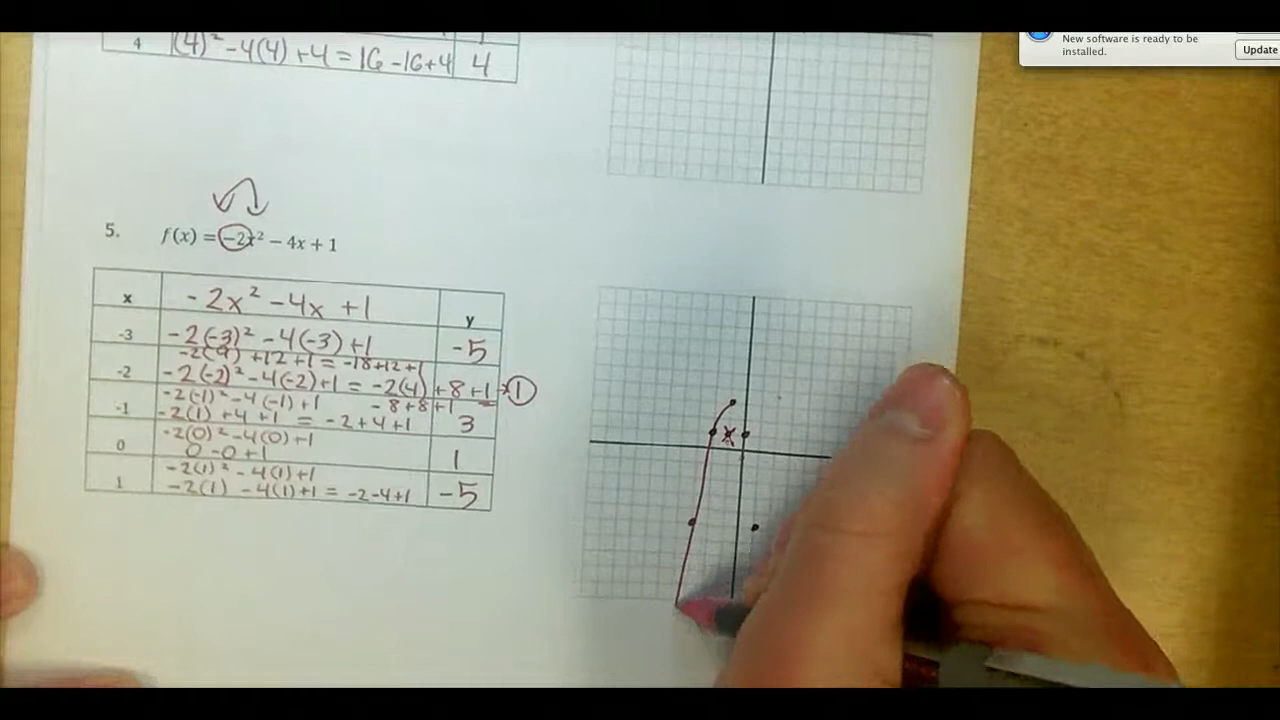 New software is ready to be
installed.
Update
4 (4)² -4(4) +4 = 16 -16+4 4
5. f(x) = -2x² - 4x + 1
x -2x² -4x +1 y
-3 -2(-3)² -4(-3) +1 -5
-2(9) +12 +1 = -18+12+1
-2 -2(-2)² -4(-2)+1 = -2(4) +8 +1 1
-2(-1)² -4(-1)+1 -8+8+1
-1 -2(1) +4 +1 = -2+4+1 3
-2(0)² -4(0)+1
0 0 -0 +1 1
-2(1)² -4(1)+1
1 -2(1) -4(1)+1 = -2-4+1 -5